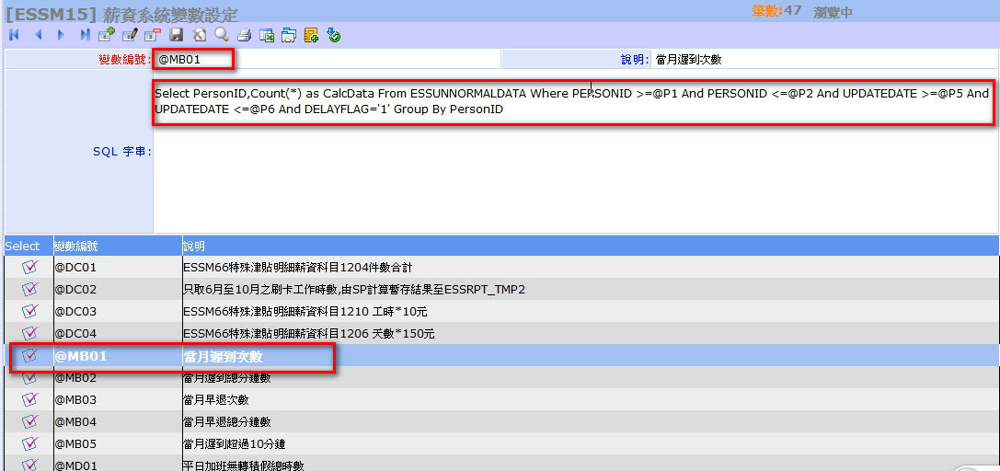 [ESSM15] 薪資系統變數設定 筆數:47 瀏覽中
變數編號: @MB01 說明: 當月遲到次數
SQL 字串:
Select PersonID,Count(*) as CalcData From ESSUNNORMALDATA Where PERSONID >=@P1 And PERSONID <=@P2 And UPDATEDATE >=@P5 And
UPDATEDATE <=@P6 And DELAYFLAG='1' Group By PersonID
Select 變數編號 說明
@DC01 ESSM66特殊津貼明細薪資科目1204件數合計
@DC02 只取6月至10月之刷卡工作時數,由SP計算暫存結果至ESSRPT_TMP2
@DC03 ESSM66特殊津貼明細薪資科目1210 工時*10元
@DC04 ESSM66特殊津貼明細薪資科目1206 天數*150元
@MB01 當月遲到次數
@MB02 當月遲到總分鐘數
@MB03 當月早退次數
@MB04 當月早退總分鐘數
@MB05 當月遲到超過10分鐘
@MD01 平日加班無轉積假總時數